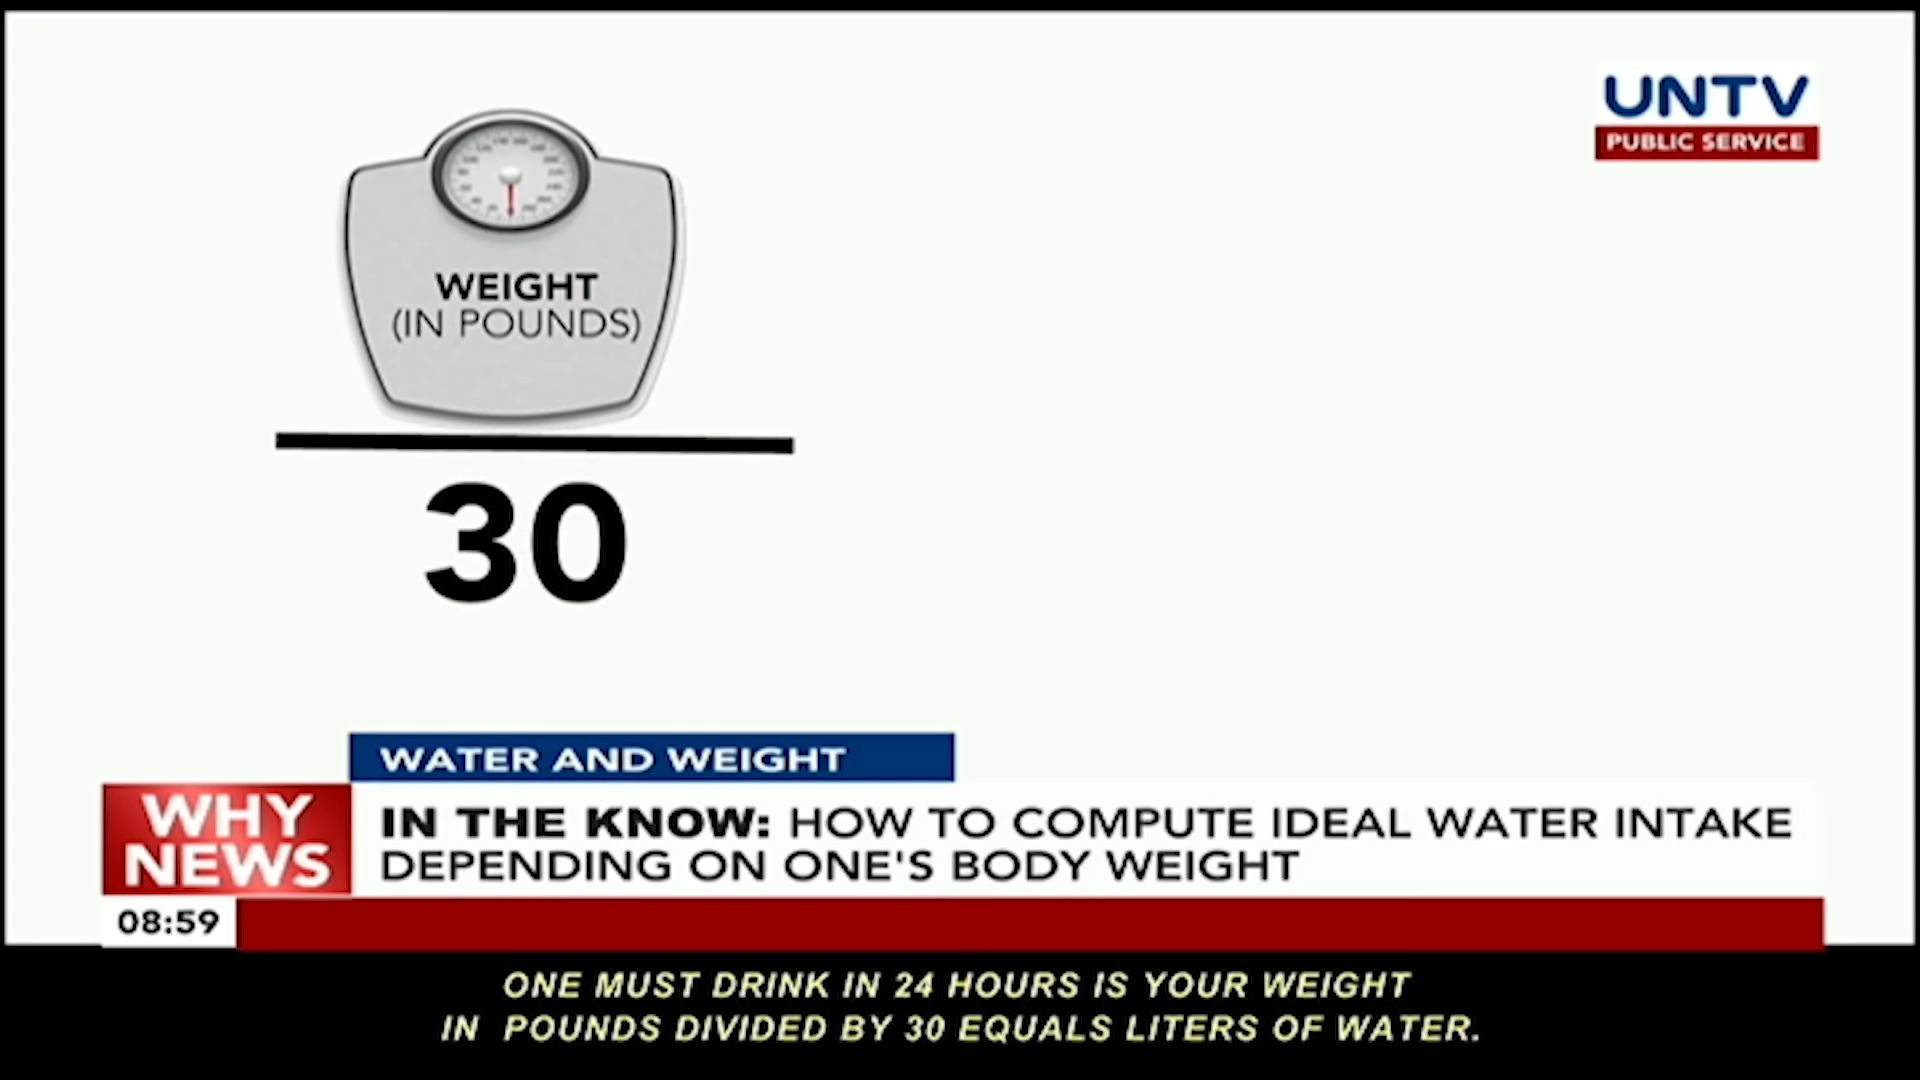 UNTV
PUBLIC SERVICE
WEIGHT
(IN POUNDS)
30
WATER AND WEIGHT
WHY
NEWS
IN THE KNOW: HOW TO COMPUTE IDEAL WATER INTAKE
DEPENDING ON ONE'S BODY WEIGHT
08:59
ONE MUST DRINK IN 24 HOURS IS YOUR WEIGHT
IN POUNDS DIVIDED BY 30 EQUALS LITERS OF WATER.